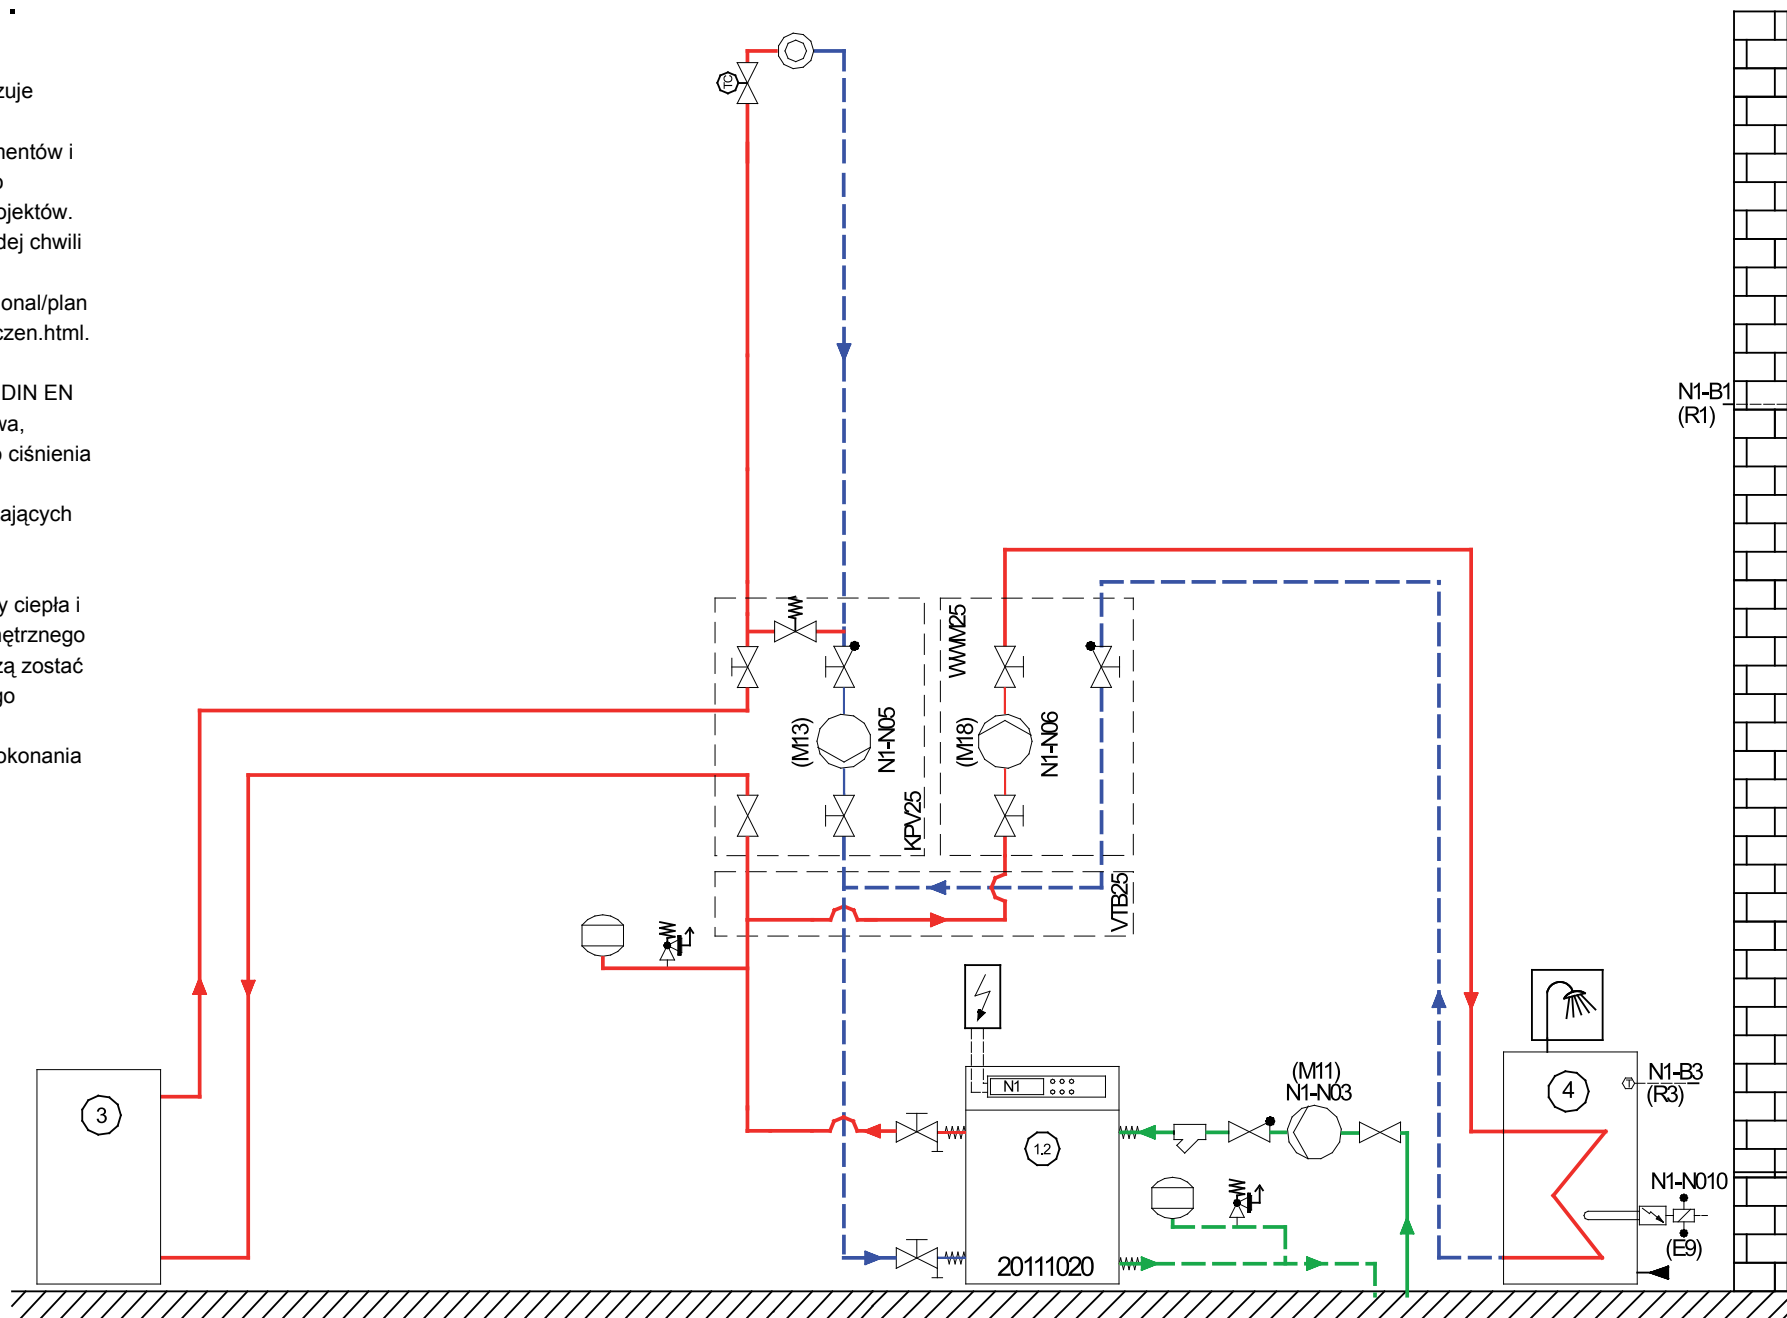 zuje
mentów i
o
ojektów.
dej chwili
onal/plan
czen.html.
DIN EN
wa,
o ciśnienia
ających
y ciepła i
nętrznego
zą zostać
go
okonania
TC
N1-B1
(R1)
WWM25
(M13)
N1-N05
(M18)
N1-N06
KPV25
VTB25
N1
(M11)
N1-N03
3
1.2
4
T
N1-B3
(R3)
N1-N010
(E9)
20111020